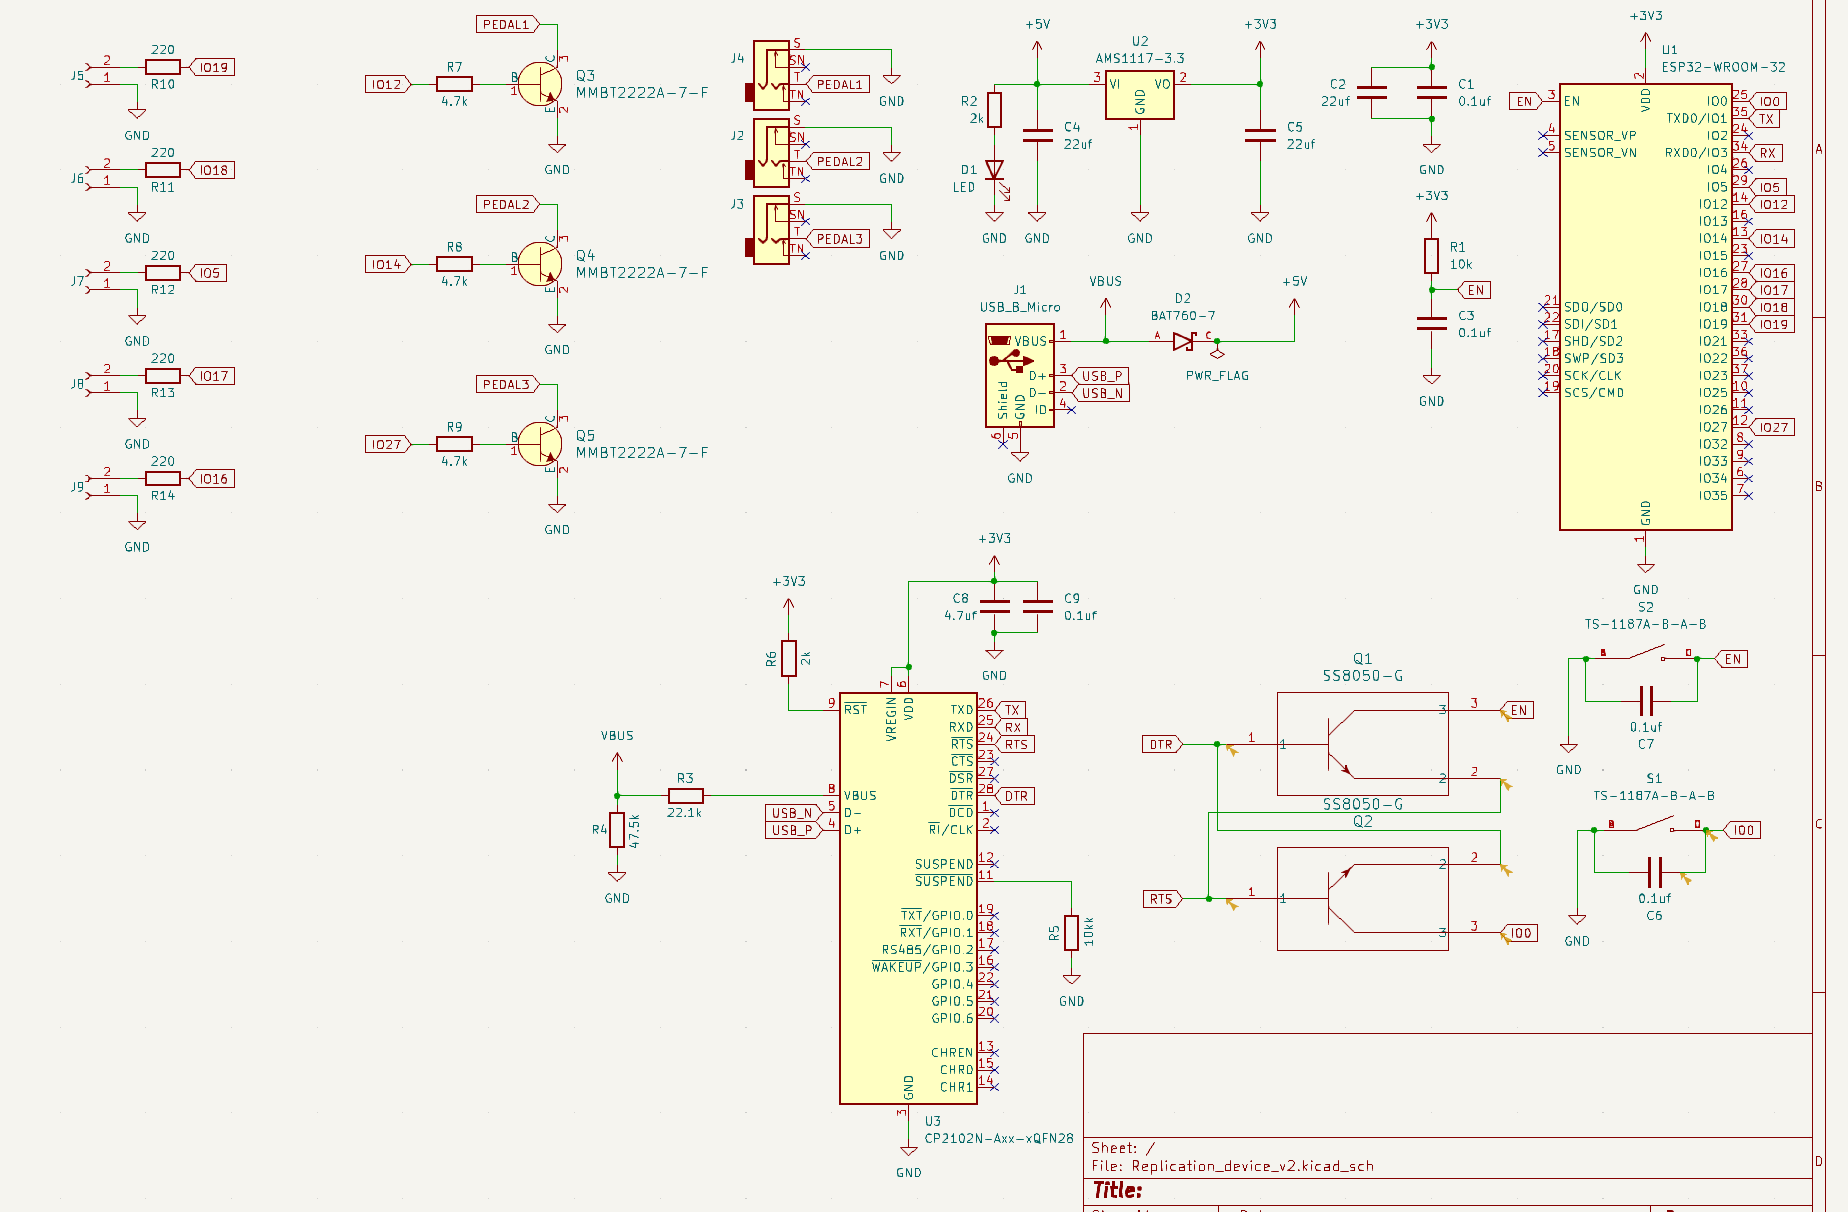 J5
2
1
220
R10
IO19
GND
J6
2
1
220
R11
IO18
GND
J7
2
1
220
R12
IO5
GND
J8
2
1
220
R13
IO17
GND
J9
2
1
220
R14
IO16
GND
PEDAL1
IO12
R7
4.7k
B
1
C
3
E
2
Q3
MMBT2222A-7-F
GND
PEDAL2
IO14
R8
4.7k
B
1
C
3
E
2
Q4
MMBT2222A-7-F
GND
PEDAL3
IO27
R9
4.7k
B
1
C
3
E
2
Q5
MMBT2222A-7-F
GND
J4
S
SN
T
TN
PEDAL1
GND
J2
S
SN
T
TN
PEDAL2
GND
J3
S
SN
T
TN
PEDAL3
GND
+5V
R2
2k
D1
LED
GND
C4
22uf
GND
U2
AMS1117-3.3
3
VI
VO
2
GND
1
GND
+3V3
C5
22uf
GND
+3V3
C2
22uf
C1
0.1uf
GND
+3V3
R1
10k
EN
C3
0.1uf
GND
J1
USB_B_Micro
VBUS
1
D+
3
USB_P
D-
2
USB_N
ID
4
Shield
GND
6
5
GND
VBUS
D2
BAT760-7
A
C
PWR_FLAG
+5V
+3V3
U1
ESP32-WROOM-32
2
VDD
EN
3
EN
4
SENSOR_VP
5
SENSOR_VN
21
SDO/SD0
22
SDI/SD1
17
SHD/SD2
18
SWP/SD3
20
SCK/CLK
19
SCS/CMD
IO0
25
IO0
TXD0/IO1
35
TX
IO2
24
RXD0/IO3
34
RX
IO4
26
IO5
29
IO5
IO12
14
IO12
IO13
16
IO14
13
IO14
IO15
23
IO16
27
IO16
IO17
28
IO17
IO18
30
IO18
IO19
31
IO19
IO21
33
IO22
36
IO23
37
IO25
10
IO26
11
IO27
12
IO27
IO32
8
IO33
9
IO34
6
IO35
7
GND
1
GND
+3V3
R6
2k
+3V3
C8
4.7uf
C9
0.1uf
GND
VBUS
R3
22.1k
R4
47.5k
GND
9
RST
7
VREGIN
6
VDD
8
VBUS
USB_N
5
D-
USB_P
4
D+
TXD
26
TX
RXD
25
RX
RTS
24
RTS
CTS
23
DSR
27
DTR
28
DTR
DCD
1
RI/CLK
2
SUSPEND
12
SUSPEND
11
TXT/GPIO.0
19
RXT/GPIO.1
18
RS485/GPIO.2
17
WAKEUP/GPIO.3
16
GPIO.4
22
GPIO.5
21
GPIO.6
20
CHREN
13
CHR0
15
CHR1
14
GND
3
U3
CP2102N-Axx-xQFN28
GND
R5
10kk
GND
Q1
SS8050-G
DTR
1
1
3
3
EN
2
2
SS8050-G
Q2
RTS
1
1
2
2
3
3
IO0
S2
TS-1187A-B-A-B
EN
0.1uf
C7
GND
S1
TS-1187A-B-A-B
IO0
0.1uf
C6
GND
A
B
C
D
Sheet: /
File: Replication_device_v2.kicad_sch
Title: